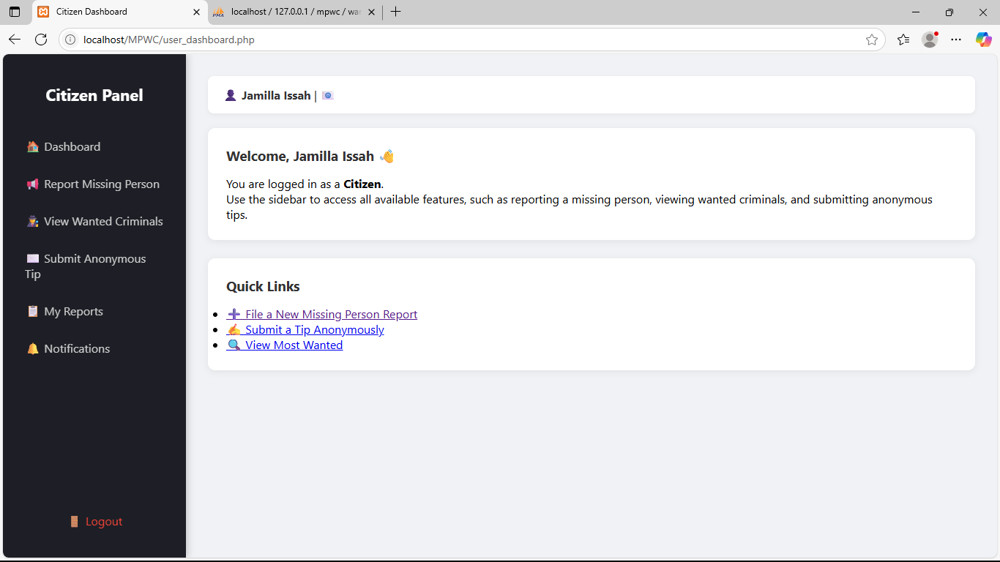 Citizen Dashboard
localhost / 127.0.0.1 / mpwc / wan
localhost/MPWC/user_dashboard.php
Citizen Panel
🏠 Dashboard
📢 Report Missing Person
🕵️ View Wanted Criminals
✉️ Submit Anonymous
Tip
📋 My Reports
🔔 Notifications
🚪 Logout
👤 Jamilla Issah | 📧
Welcome, Jamilla Issah 👋
You are logged in as a Citizen.
Use the sidebar to access all available features, such as reporting a missing person, viewing wanted criminals, and submitting anonymous
tips.
Quick Links
• ➕ File a New Missing Person Report
• ✍️ Submit a Tip Anonymously
• 🔍 View Most Wanted